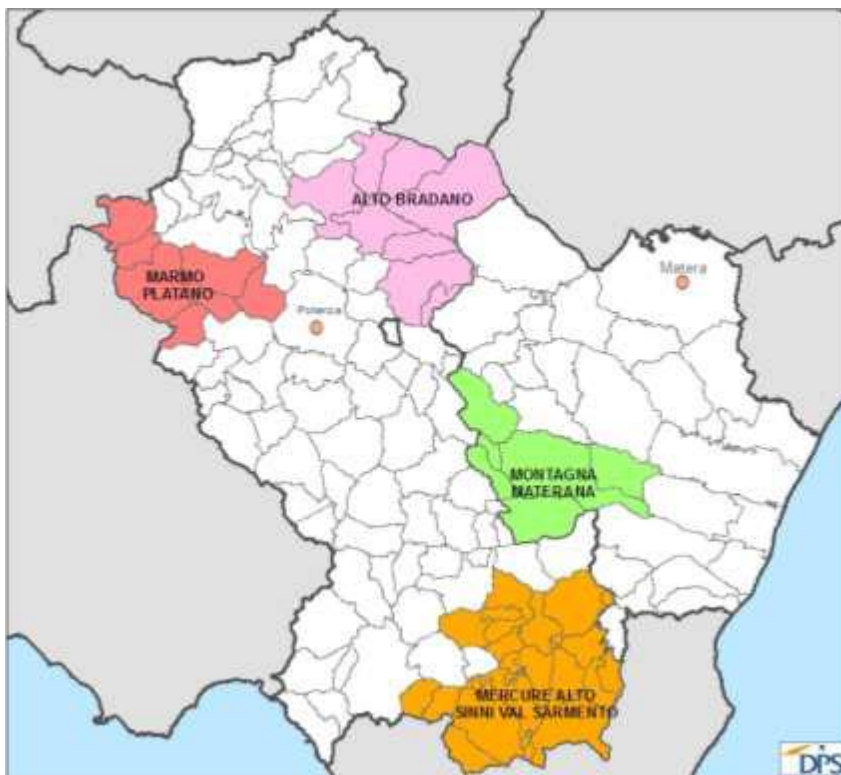 ALTO BRADANO
MARMO
PLATANO
Matera
Potenza
MONTAGNA
MATERANA
MERCURE ALTO
SINNI VAL SARMENTO
DPS